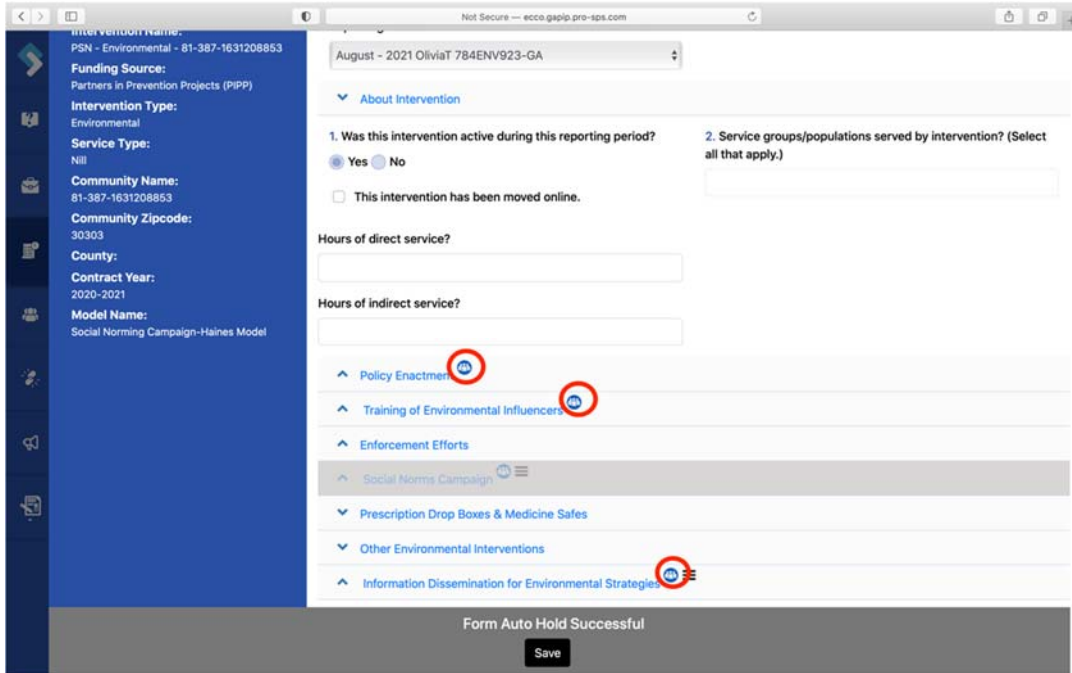 Not Secure — ecco.gapip.pro-sps.com
Intervention Name:
PSN - Environmental - 81-387-1631208853
Funding Source:
Partners in Prevention Projects (PIPP)
Intervention Type:
Environmental
Service Type:
Nill
Community Name:
81-387-1631208853
Community Zipcode:
30303
County:
Contract Year:
2020-2021
Model Name:
Social Norming Campaign-Haines Model
August - 2021 OliviaT 784ENV923-GA
About Intervention
1. Was this intervention active during this reporting period?
Yes No
This intervention has been moved online.
2. Service groups/populations served by intervention? (Select
all that apply.)
Hours of direct service?
Hours of indirect service?
Policy Enactment
Training of Environmental Influencers
Enforcement Efforts
Social Norms Campaign
Prescription Drop Boxes & Medicine Safes
Other Environmental Interventions
Information Dissemination for Environmental Strategies
Form Auto Hold Successful
Save